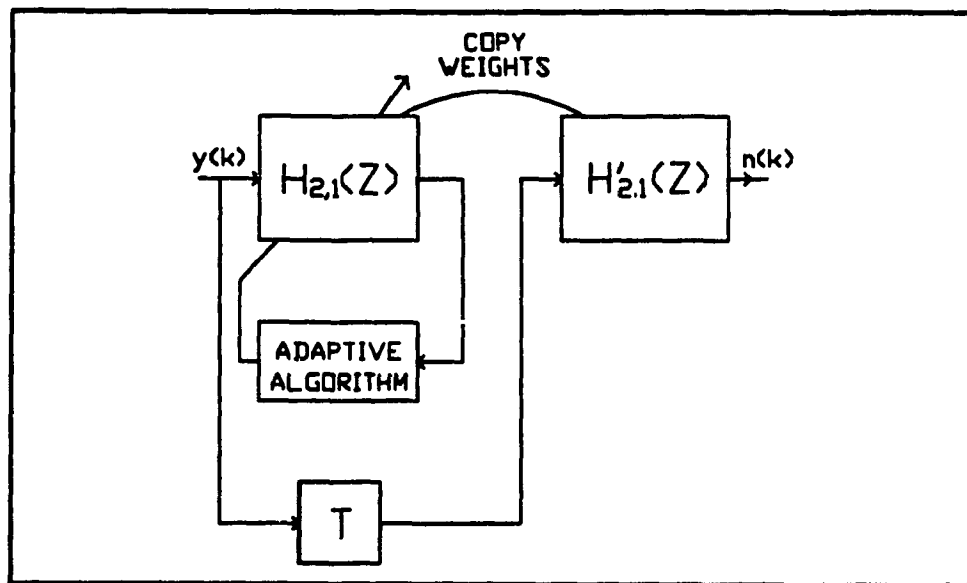 COPY
WEIGHTS
y(k)
H2,1(Z)
H'2.1(Z)
n(k)
ADAPTIVE
ALGORITHM
T